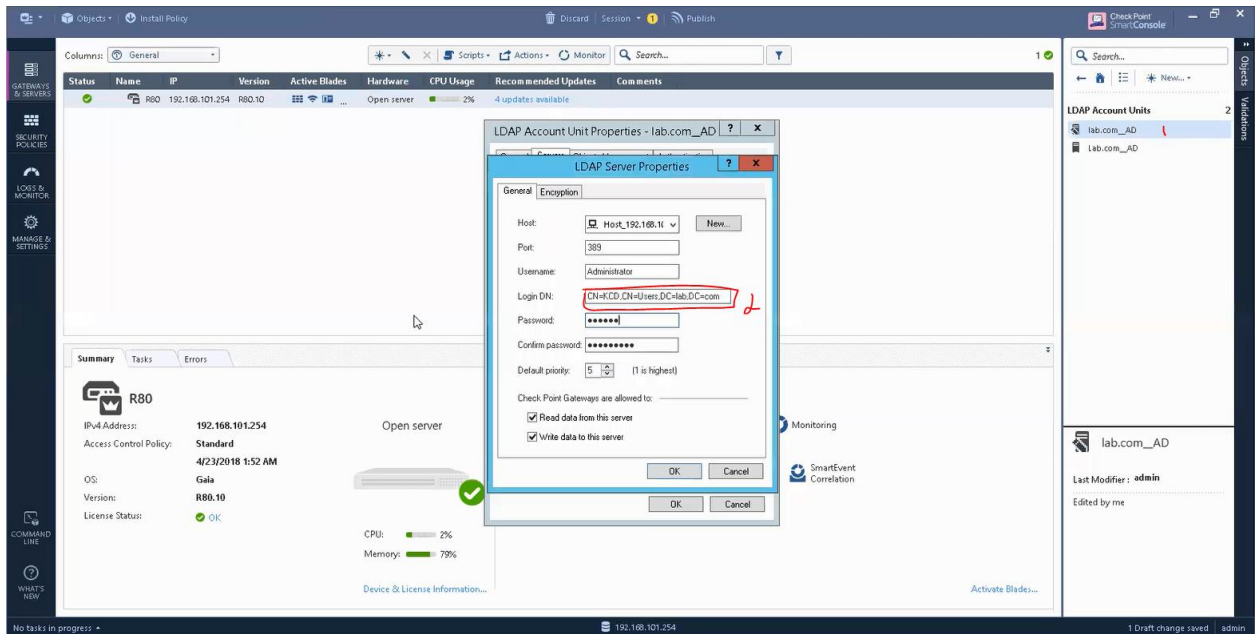 Objects Install Policy Discard Session 1 Publish Check Point SmartConsole
GATEWAYS & SERVERS
SECURITY POLICIES
LOGS & MONITOR
MANAGE & SETTINGS
COMMAND LINE
WHAT'S NEW
Columns: General Scripts Actions Monitor Search... 1
Status Name IP Version Active Blades Hardware CPU Usage Recommended Updates Comments
R80 192.168.101.254 R80.10 ... Open server 2% 4 updates available
LDAP Account Unit Properties - lab.com__AD ? X
LDAP Server Properties ? X
General Encryption
Host: Host_192.168.1( New...
Port: 389
Username: Administrator
Login DN: CN=KCD,CN=Users,DC=lab,DC=com 2
Password: ••••••
Confirm password: •••••••••
Default priority: 5 (1 is highest)
Check Point Gateways are allowed to:
Read data from this server
Write data to this server
OK Cancel
OK Cancel
Summary Tasks Errors
R80
IPv4 Address: 192.168.101.254
Access Control Policy: Standard
4/23/2018 1:52 AM
OS: Gaia
Version: R80.10
License Status: OK
Open server
CPU: 2%
Memory: 79%
Device & License Information...
Monitoring
SmartEvent
Correlation
Activate Blades...
Search...
New...
LDAP Account Units 2
lab.com__AD 1
lab.com__AD
Objects
Validations
lab.com__AD
Last Modifier : admin
Edited by me
No tasks in progress 192.168.101.254 1 Draft change saved admin